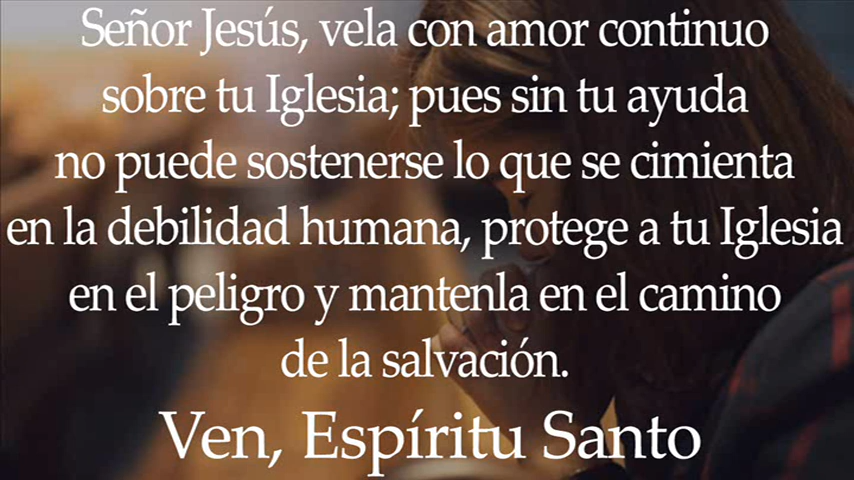 Señor Jesús, vela con amor continuo
sobre tu Iglesia; pues sin tu ayuda
no puede sostenerse lo que se cimienta
en la debilidad humana, protege a tu Iglesia
en el peligro y mantenla en el camino
de la salvación.
Ven, Espíritu Santo